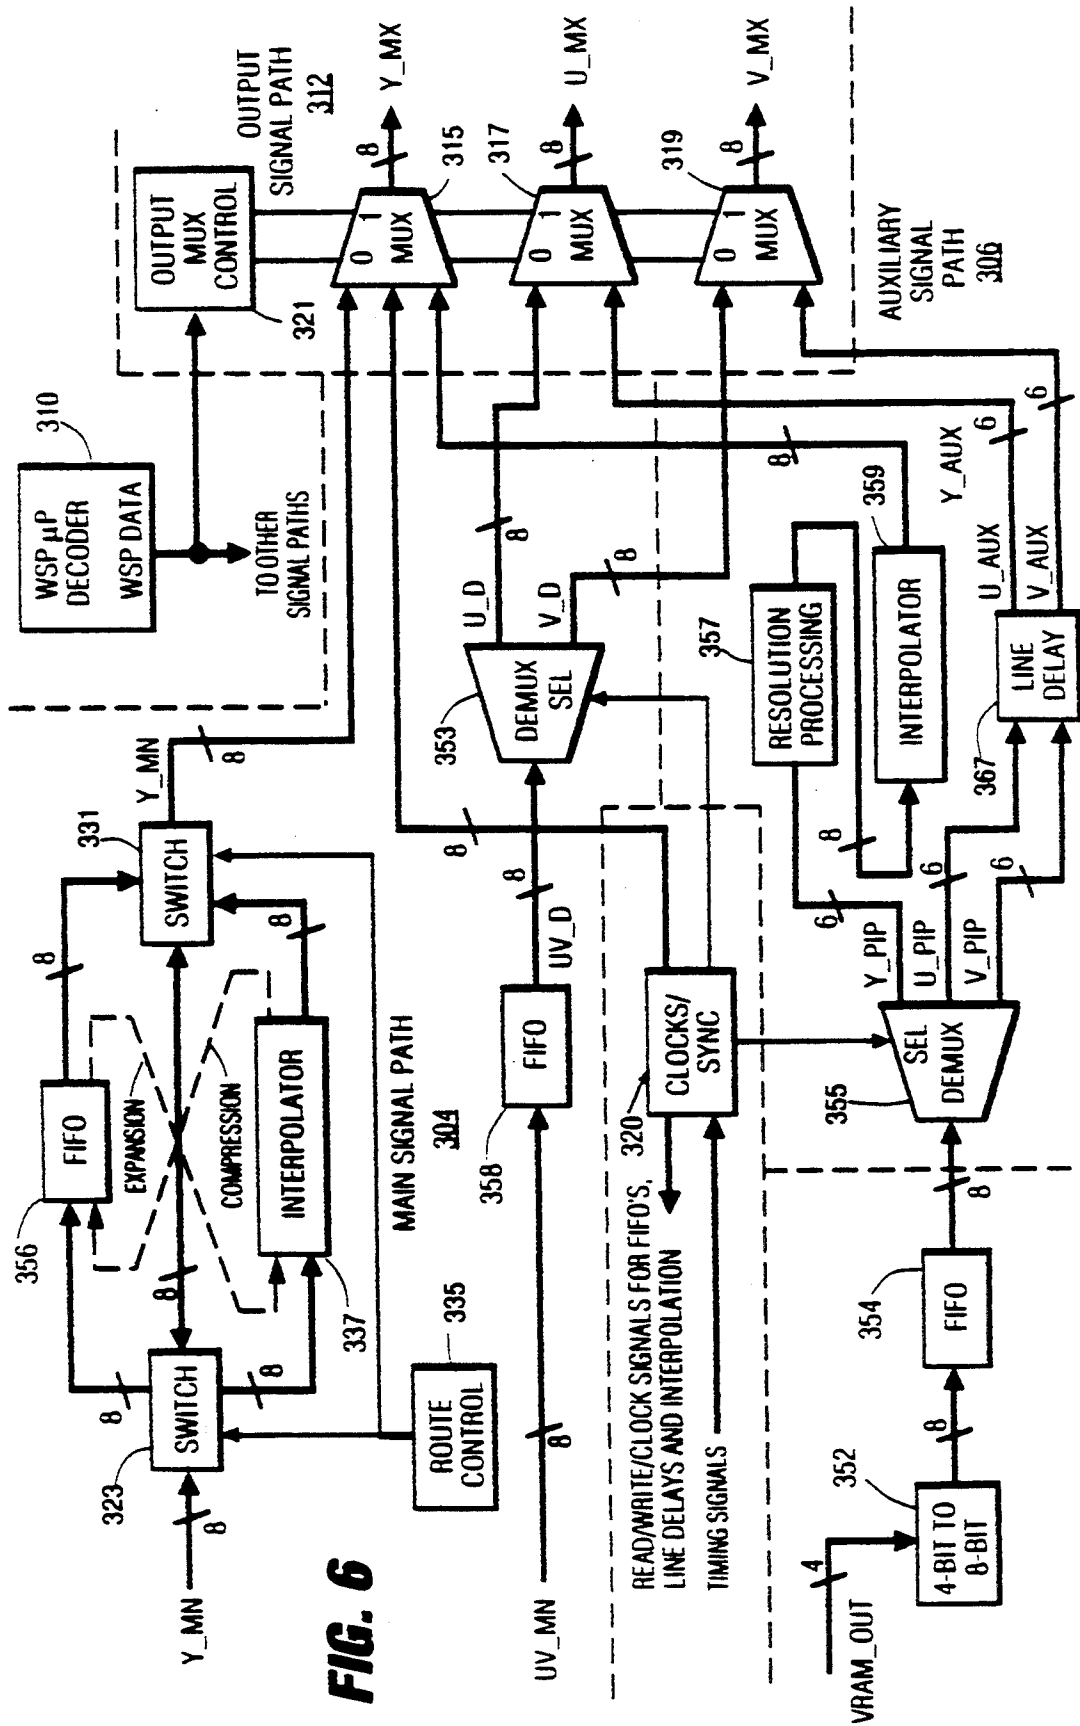 WSP µP
DECODER
WSP DATA
310
TO OTHER
SIGNAL PATHS
OUTPUT
MUX
CONTROL
321
OUTPUT
SIGNAL PATH
312
0 1
MUX
315
8
Y_MX
0 1
MUX
317
8
U_MX
0 1
MUX
319
8
V_MX
AUXILIARY
SIGNAL
PATH
306
Y_MN
8
323
SWITCH
8
8
8
356
FIFO
8
EXPANSION
COMPRESSION
INTERPOLATOR
337
8
331
SWITCH
Y_MN
8
MAIN SIGNAL PATH
304
335
ROUTE
CONTROL
FIG. 6
UV_MN
8
358
FIFO
UV_D
8
353
DEMUX
SEL
U_D
8
V_D
8
8
READ/WRITE/CLOCK SIGNALS FOR FIFO'S,
LINE DELAYS AND INTERPOLATION
TIMING SIGNALS
320
CLOCKS/
SYNC
VRAM_OUT
4
352
4-BIT TO
8-BIT
8
354
FIFO
8
355
SEL
DEMUX
Y_PIP
6
U_PIP
6
V_PIP
6
357
RESOLUTION
PROCESSING
8
359
INTERPOLATOR
Y_AUX
8
367
LINE
DELAY
U_AUX
6
V_AUX
6